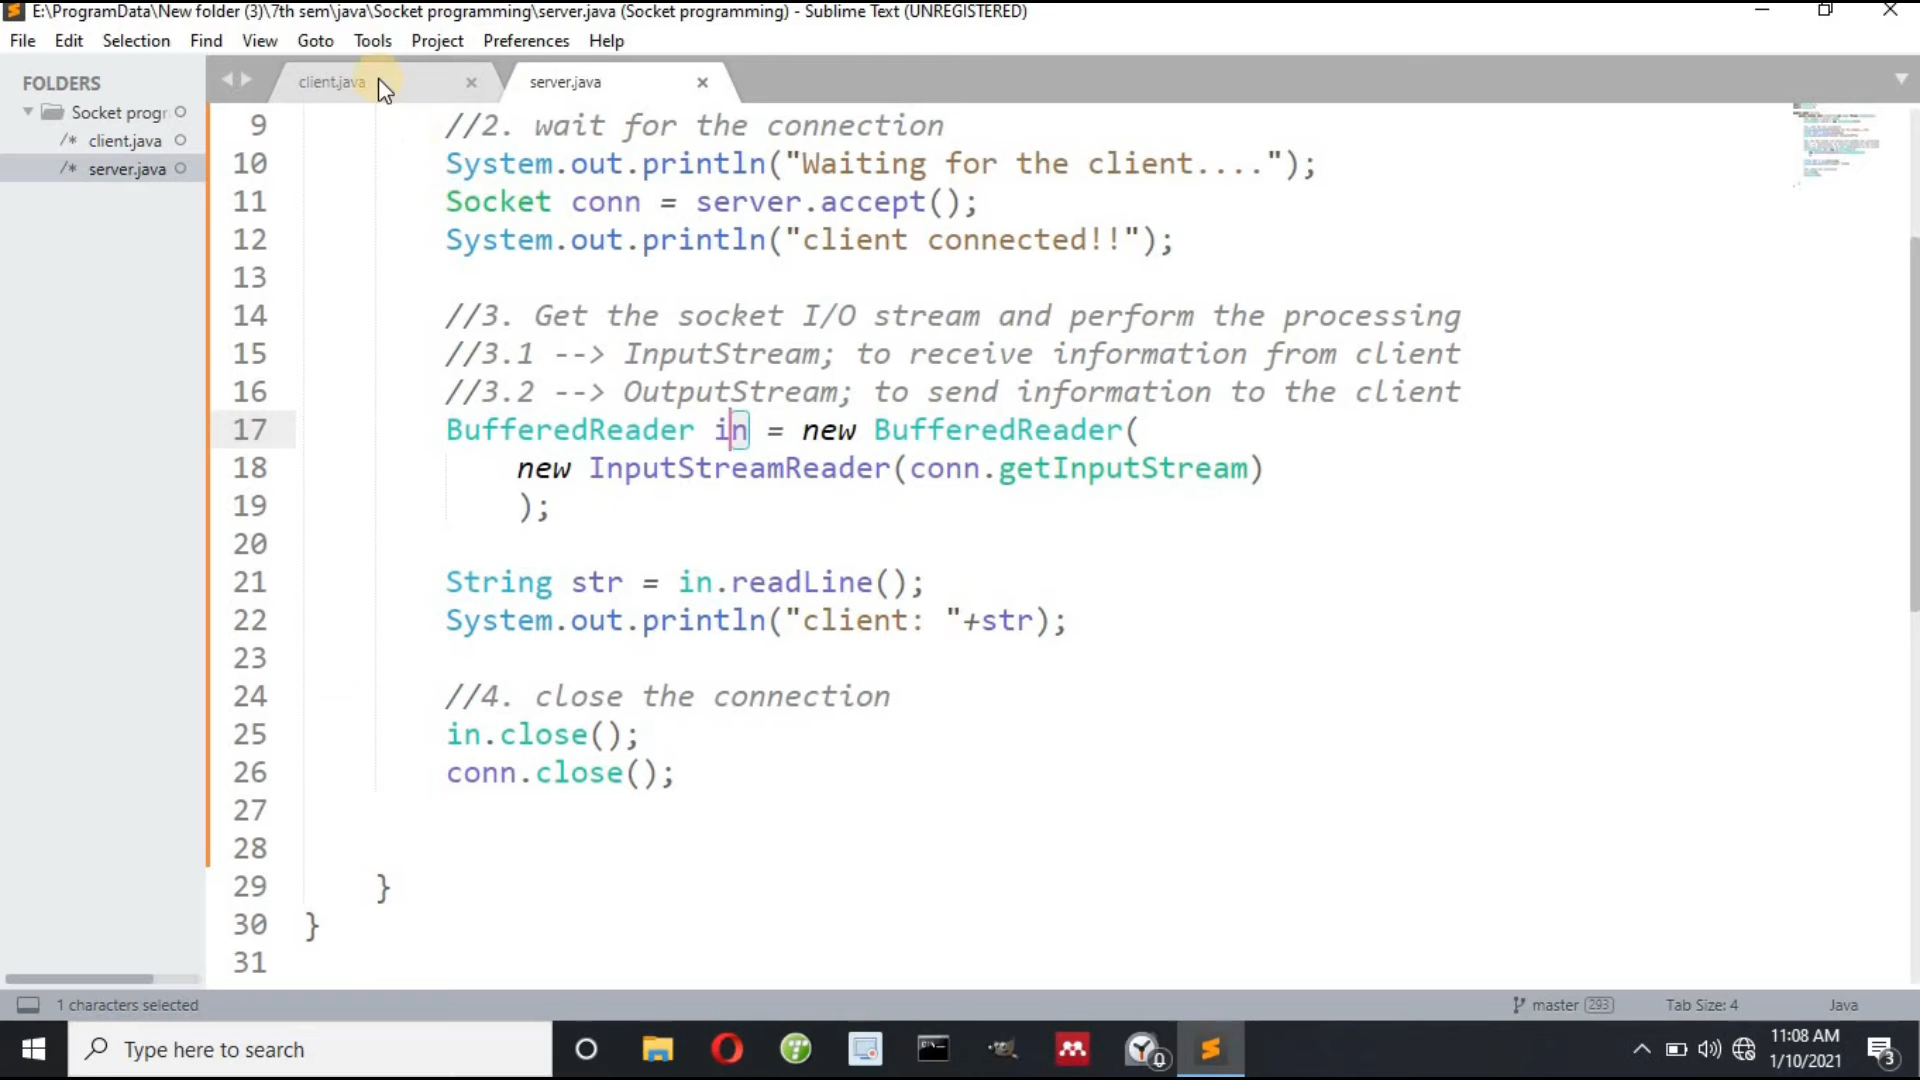 E:\ProgramData\New folder (3)\7th sem\java\Socket programming\server.java (Socket programming) - Sublime Text (UNREGISTERED)
File Edit Selection Find View Goto Tools Project Preferences Help
FOLDERS
Socket progr
/* client.java
/* server.java
client.java × server.java ×
9 //2. wait for the connection
10 System.out.println("Waiting for the client....");
11 Socket conn = server.accept();
12 System.out.println("client connected!!");
13
14 //3. Get the socket I/O stream and perform the processing
15 //3.1 --> InputStream; to receive information from client
16 //3.2 --> OutputStream; to send information to the client
17 BufferedReader in = new BufferedReader(
18 new InputStreamReader(conn.getInputStream)
19 );
20
21 String str = in.readLine();
22 System.out.println("client: "+str);
23
24 //4. close the connection
25 in.close();
26 conn.close();
27
28
29 }
30 }
31
1 characters selected master 293 Tab Size: 4 Java
Type here to search
11:08 AM
1/10/2021
3